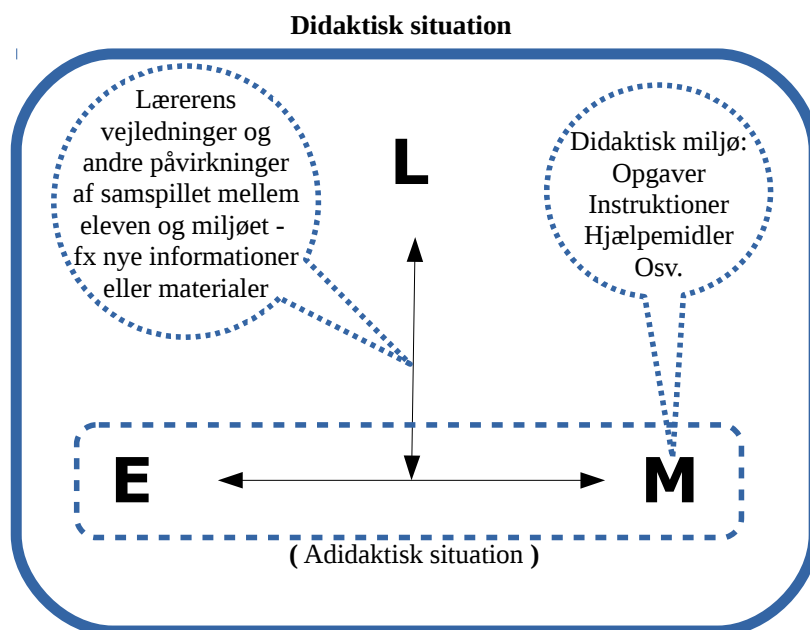 Didaktisk situation
Lærerens
vejledninger og
andre påvirkninger
af samspillet mellem
eleven og miljøet -
fx nye informationer
eller materialer
L
Didaktisk miljø:
Opgaver
Instruktioner
Hjælpemidler
Osv.
E
M
( Adidaktisk situation )